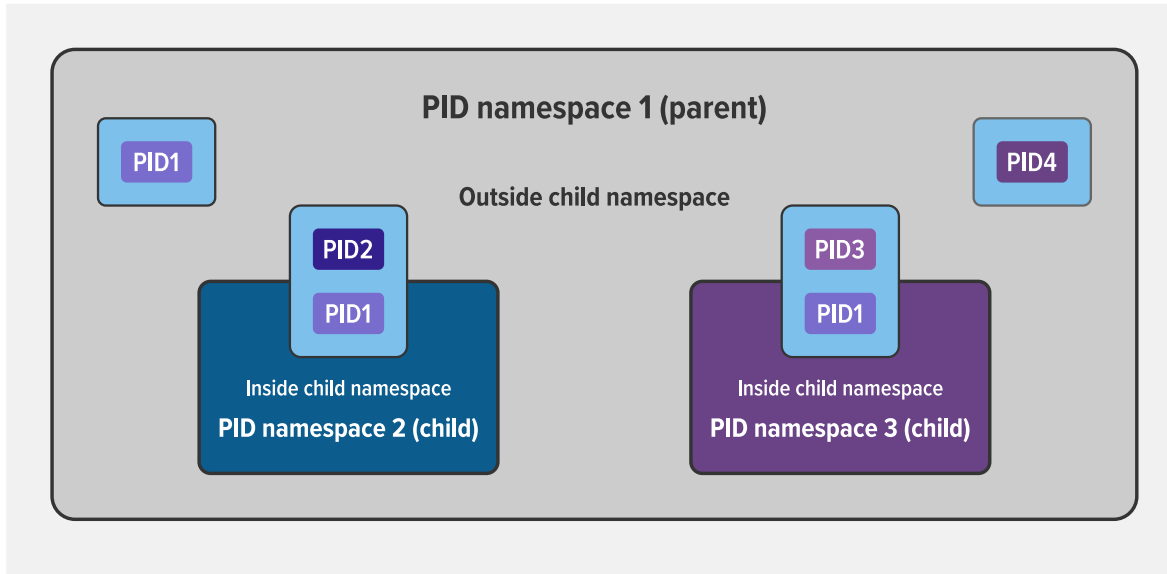 PID namespace 1 (parent)
PID1
PID4
Outside child namespace
PID2
PID1
Inside child namespace
PID namespace 2 (child)
PID3
PID1
Inside child namespace
PID namespace 3 (child)